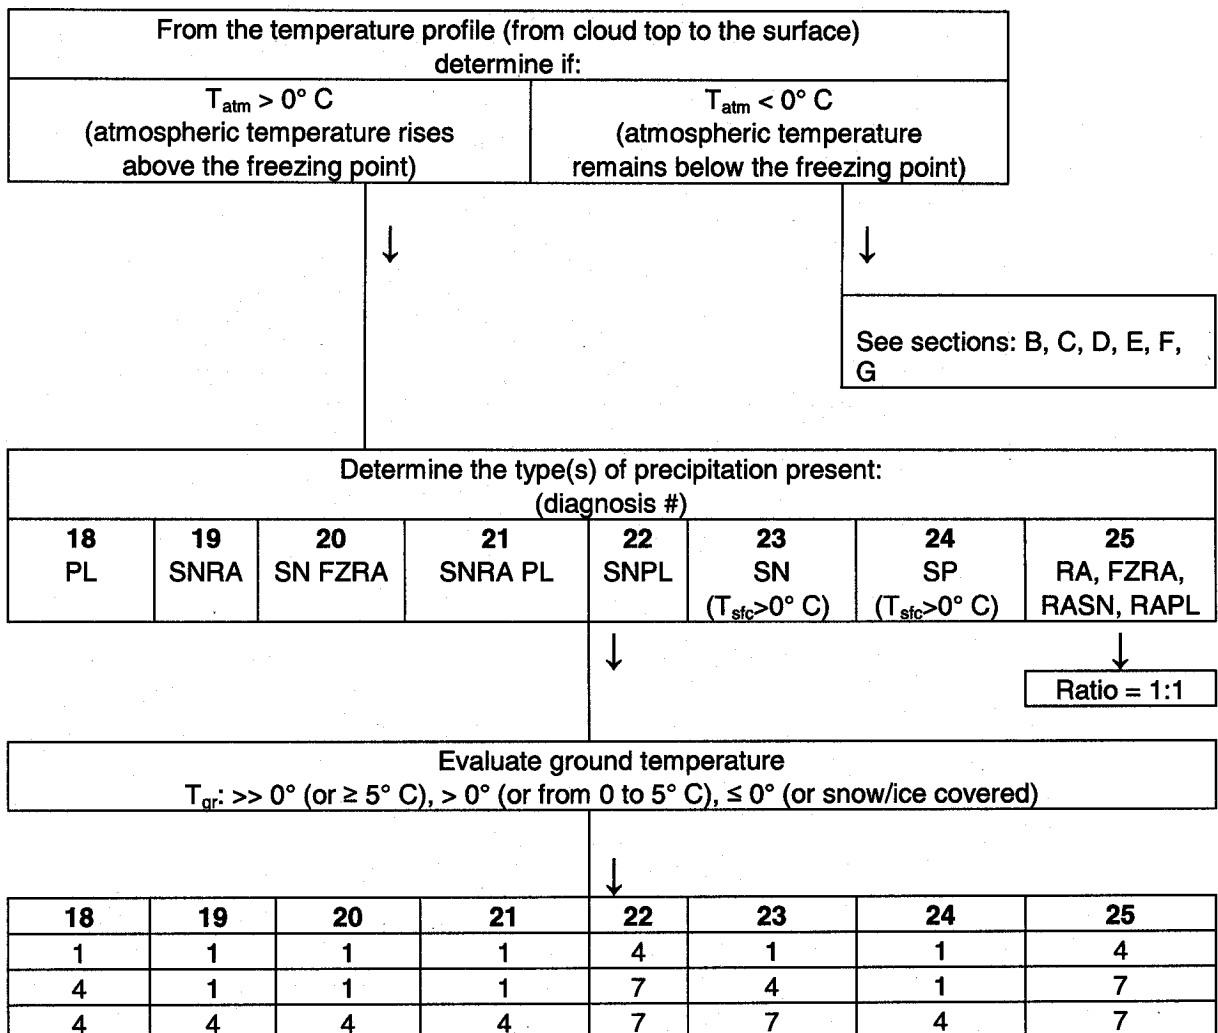 From the temperature profile (from cloud top to the surface)
determine if:
T_atm > 0° C
(atmospheric temperature rises
above the freezing point)
T_atm < 0° C
(atmospheric temperature
remains below the freezing point)
↓ ↓
See sections: B, C, D, E, F,
G
Determine the type(s) of precipitation present:
(diagnosis #)
18 19 20 21 22 23 24 25
PL SNRA SN FZRA SNRA PL SNPL SN SP RA, FZRA,
(T_sfc>0° C) (T_sfc>0° C) RASN, RAPL
↓ ↓
Ratio = 1:1
Evaluate ground temperature
T_gr: >> 0° (or ≥ 5° C), > 0° (or from 0 to 5° C), ≤ 0° (or snow/ice covered)
↓
18 19 20 21 22 23 24 25
1 1 1 1 4 1 1 4
4 1 1 1 7 4 1 7
4 4 4 4 7 7 4 7